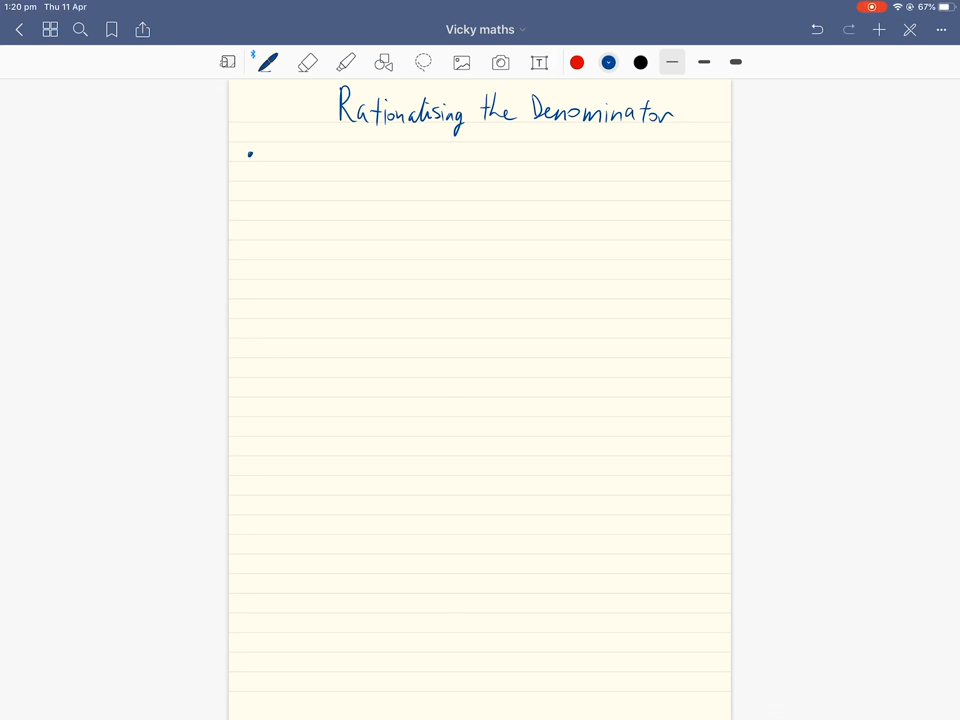 1:20 pm Thu 11 Apr
67%
Vicky maths
T
Rationalising the Denominator